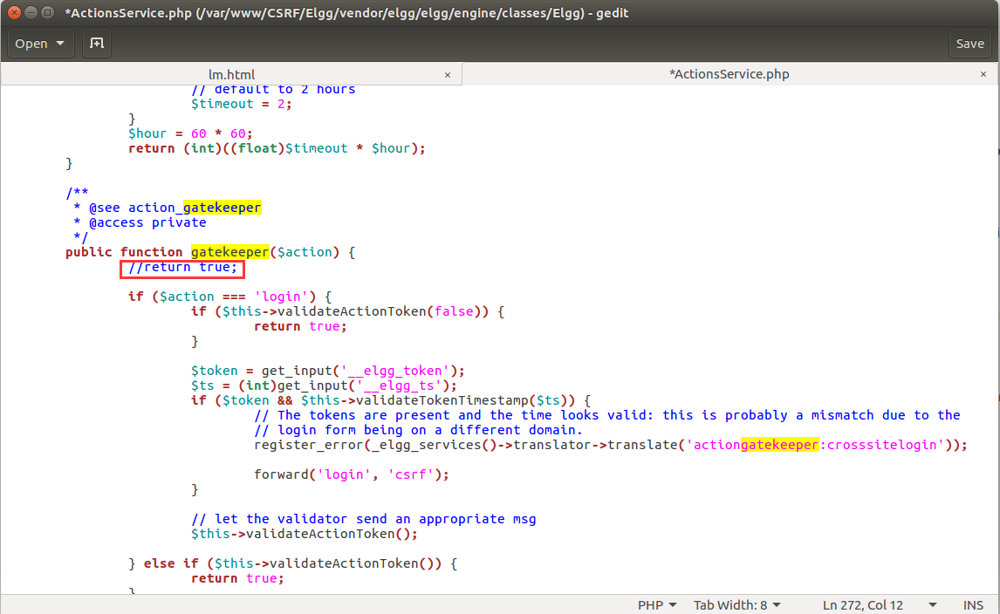 *ActionsService.php (/var/www/CSRF/Elgg/vendor/elgg/elgg/engine/classes/Elgg) - gedit
Open Save
lm.html × *ActionsService.php ×
// default to 2 hours
$timeout = 2;
}
$hour = 60 * 60;
return (int)((float)$timeout * $hour);
}
/**
* @see action_gatekeeper
* @access private
*/
public function gatekeeper($action) {
//return true;
if ($action === 'login') {
if ($this->validateActionToken(false)) {
return true;
}
$token = get_input('__elgg_token');
$ts = (int)get_input('__elgg_ts');
if ($token && $this->validateTokenTimestamp($ts)) {
// The tokens are present and the time looks valid: this is probably a mismatch due to the
// login form being on a different domain.
register_error(_elgg_services()->translator->translate('actiongatekeeper:crosssitelogin'));
forward('login', 'csrf');
}
// let the validator send an appropriate msg
$this->validateActionToken();
} else if ($this->validateActionToken()) {
return true;
}
PHP Tab Width: 8 Ln 272, Col 12 INS